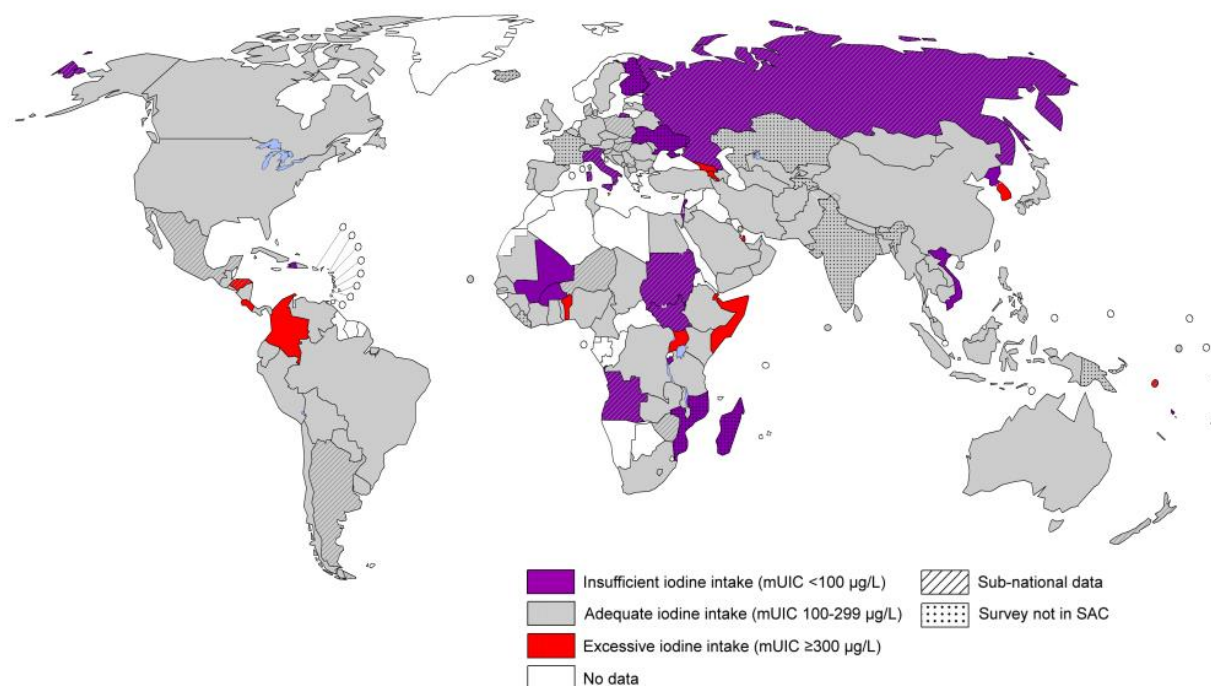 Insufficient iodine intake (mUIC <100 µg/L)
Adequate iodine intake (mUIC 100-299 µg/L)
Excessive iodine intake (mUIC ≥300 µg/L)
No data
Sub-national data
Survey not in SAC